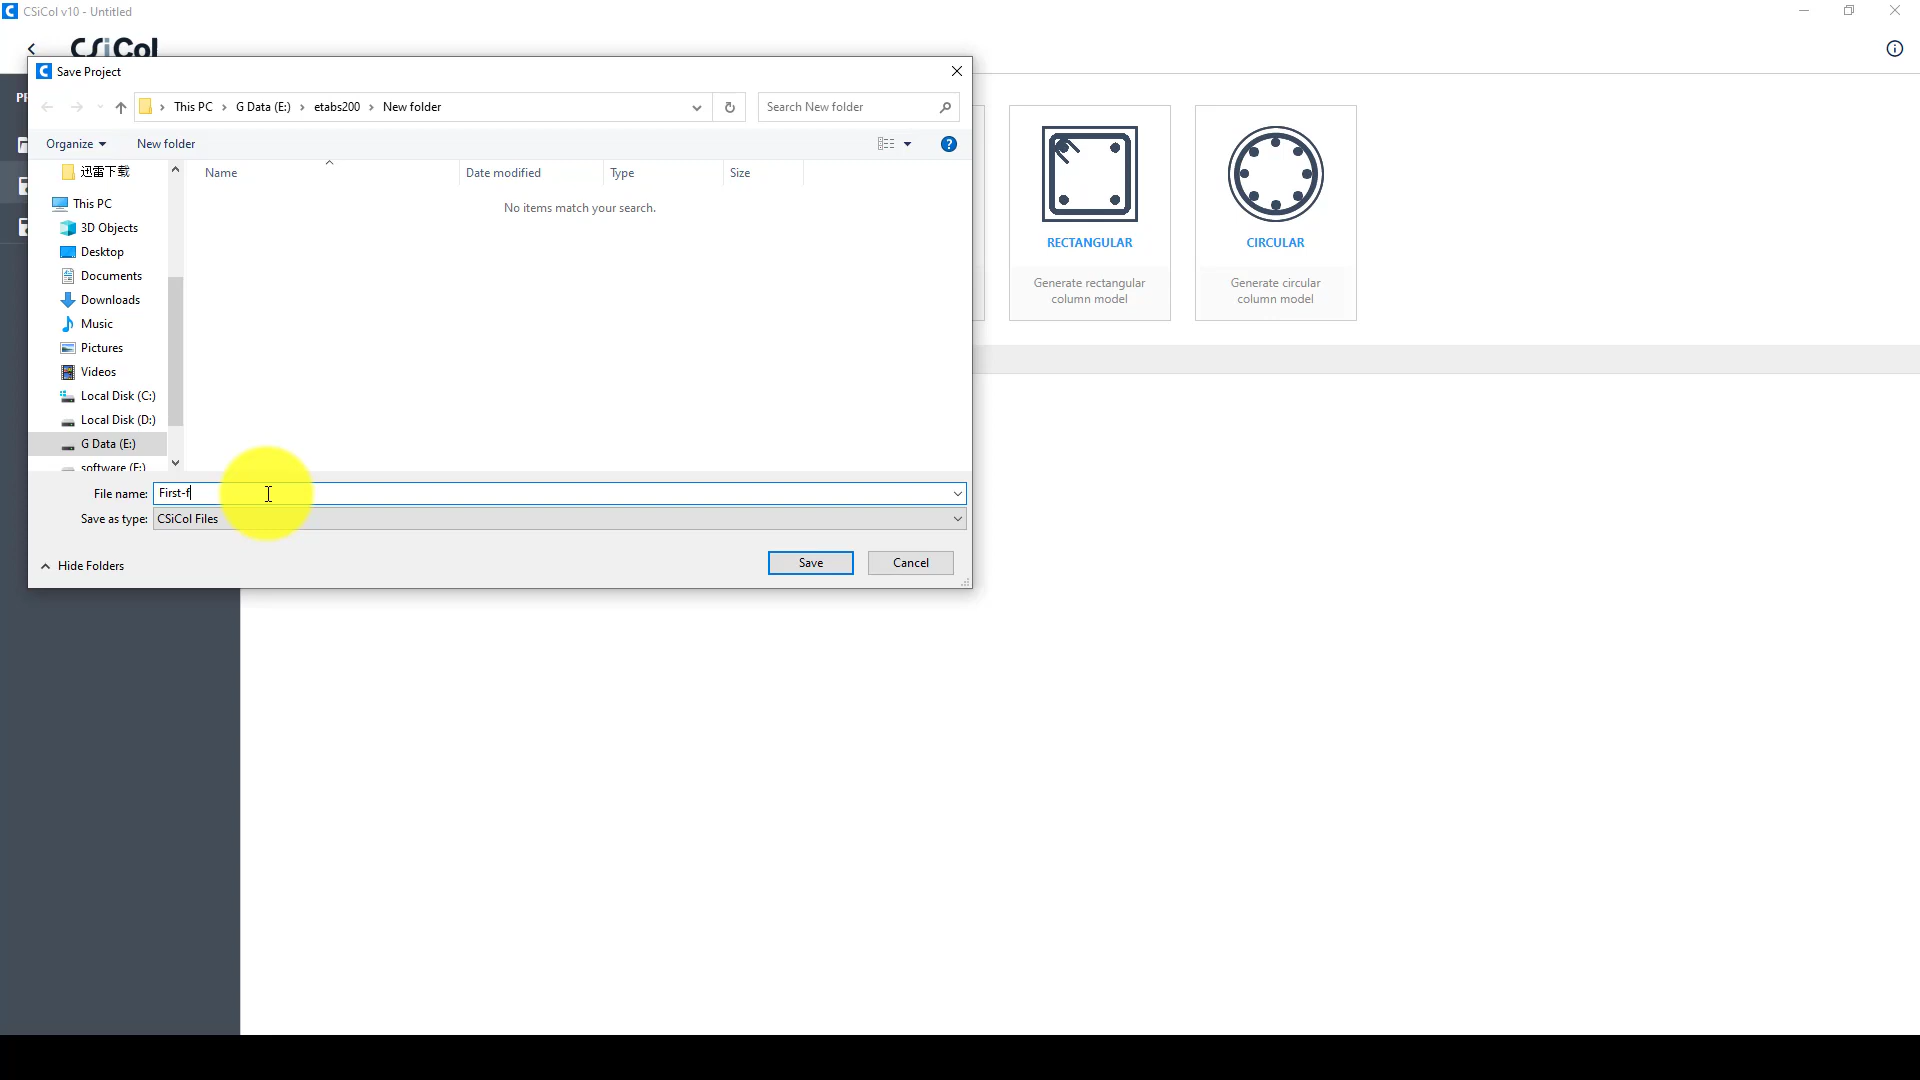 CSiCol v10 - Untitled
CSiCol
Save Project
This PC
G Data (E:)
etabs200
New folder
Search New folder
Organize
New folder
迅雷下载
This PC
3D Objects
Desktop
Documents
Downloads
Music
Pictures
Videos
Local Disk (C:)
Local Disk (D:)
G Data (E:)
software (F:)
Name
Date modified
Type
Size
No items match your search.
File name:
First-f
Save as type:
CSiCol Files
Hide Folders
Save
Cancel
RECTANGULAR
Generate rectangular
column model
CIRCULAR
Generate circular
column model